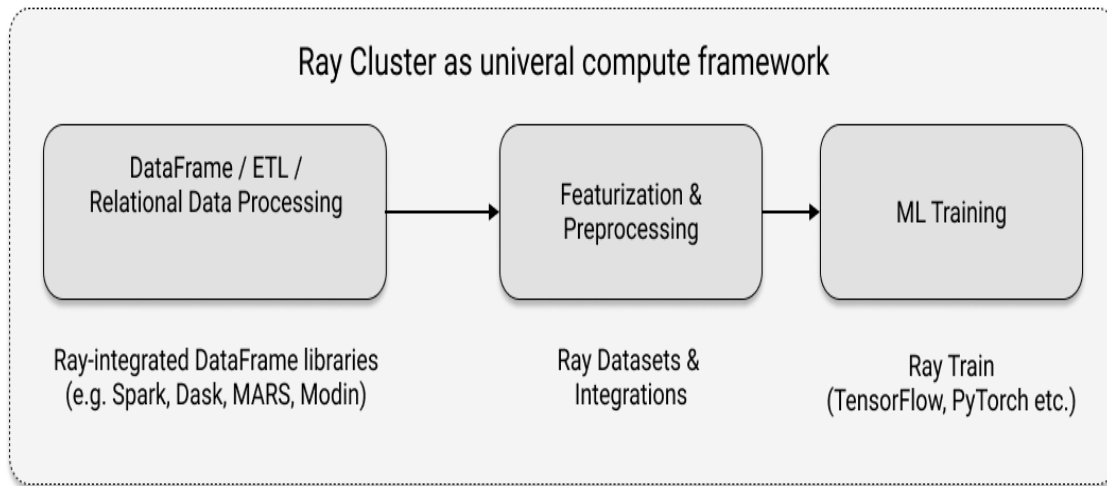 Ray Cluster as univeral compute framework
DataFrame / ETL /
Relational Data Processing
Featurization &
Preprocessing
ML Training
Ray-integrated DataFrame libraries
(e.g. Spark, Dask, MARS, Modin)
Ray Datasets &
Integrations
Ray Train
(TensorFlow, PyTorch etc.)